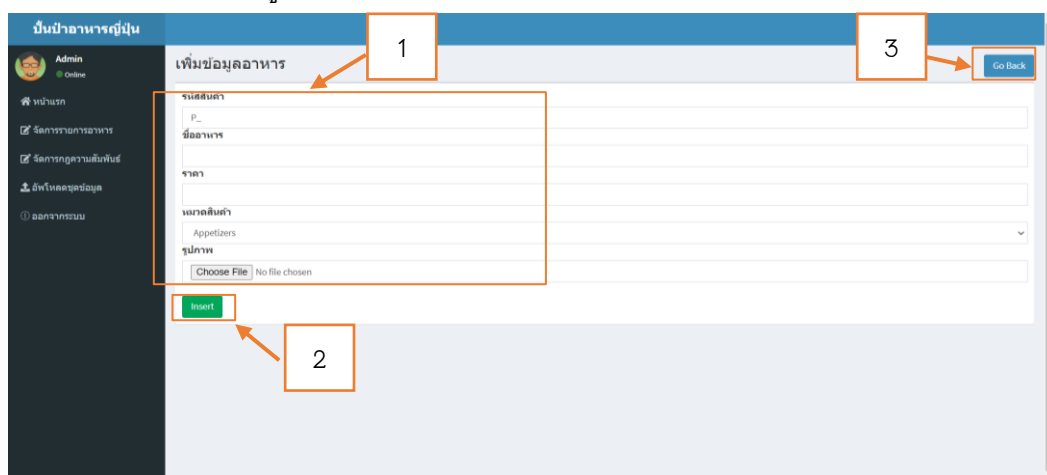 ปิ่นป้าอาหารญี่ปุ่น
Admin
Online
หน้าแรก
จัดการรายการอาหาร
จัดการกฎความสัมพันธ์
อัพโหลดชุดข้อมูล
ออกจากระบบ
เพิ่มข้อมูลอาหาร
1
3
Go Back
รหัสสินค้า
P_
ชื่ออาหาร
ราคา
หมวดสินค้า
Appetizers
รูปภาพ
Choose File No file chosen
Insert
2